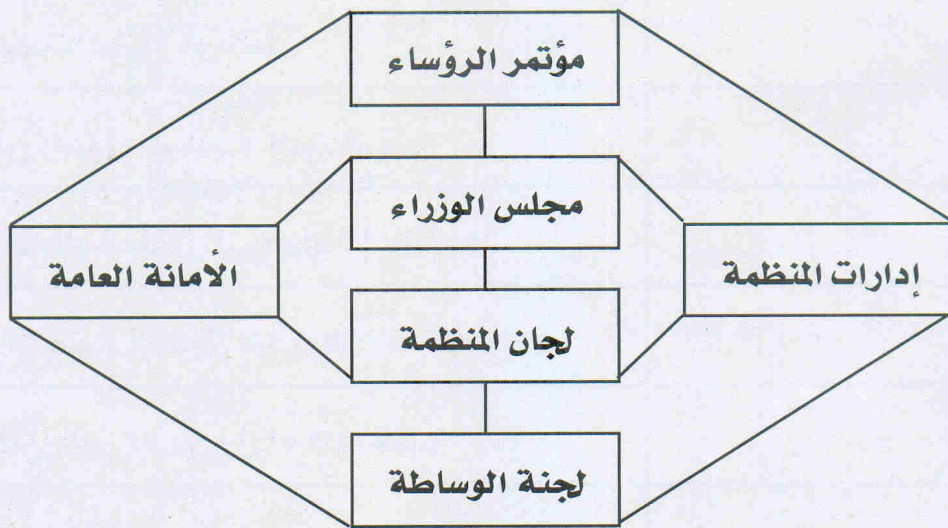 مؤتمر الرؤساء
مجلس الوزراء
إدارات المنظمة
الأمانة العامة
لجان المنظمة
لجنة الوساطة